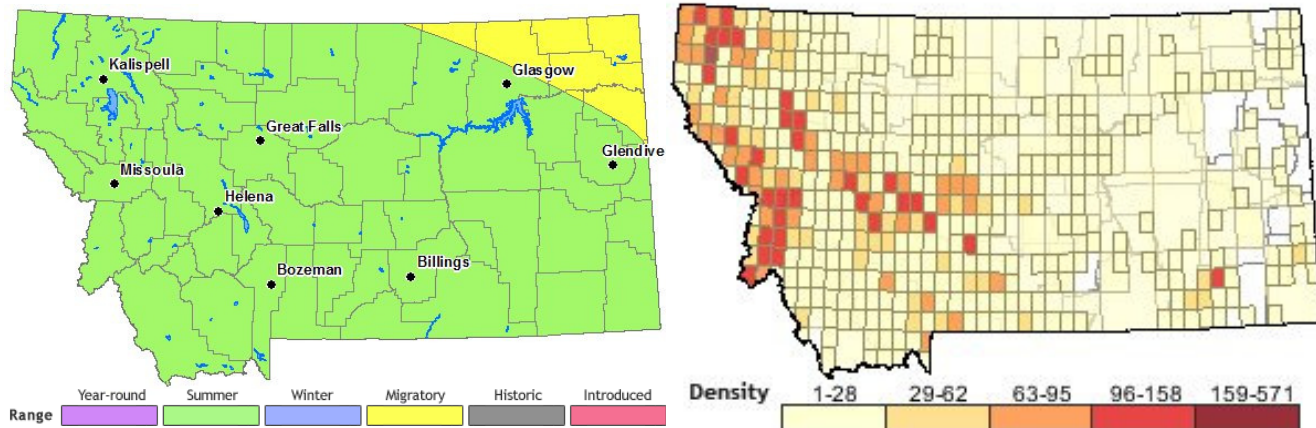 Kalispell
Glasgow
Great Falls
Glendive
Missoula
Helena
Bozeman
Billings
Year-round Summer Winter Migratory Historic Introduced
Range
Density 1-28 29-62 63-95 96-158 159-571